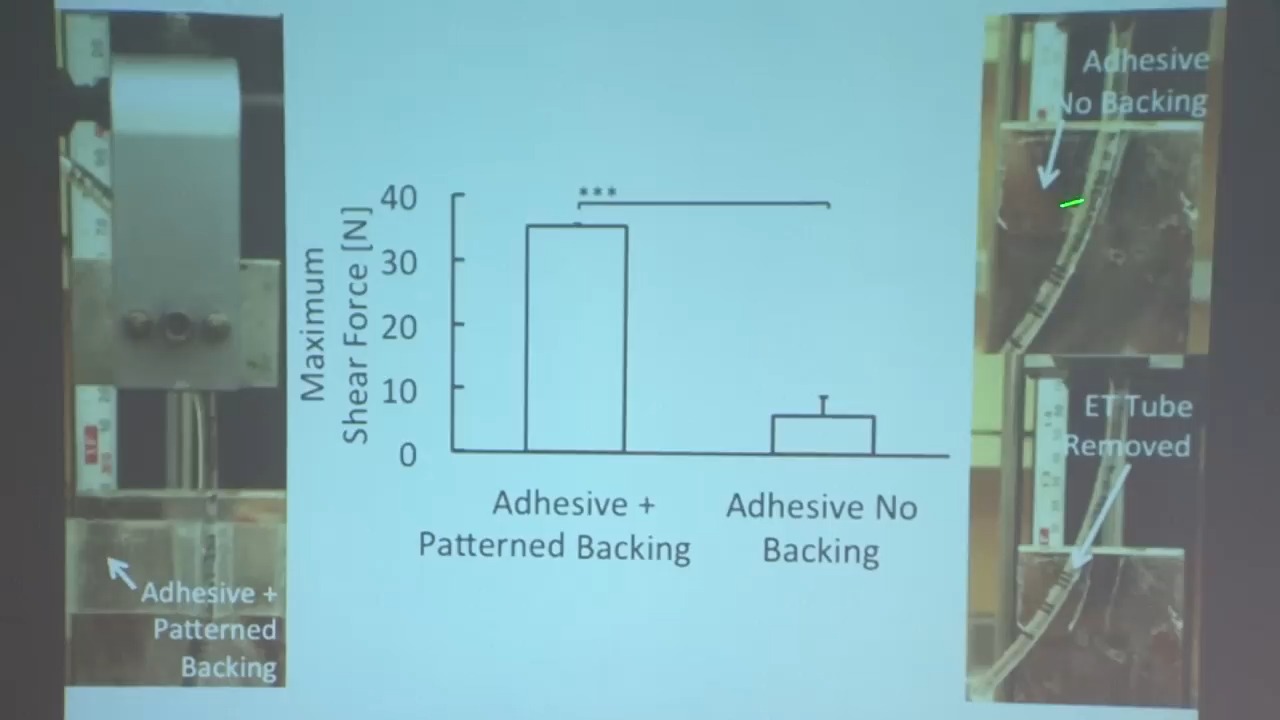 Adhesive +
Patterned
Backing
Maximum
Shear Force [N]
40
30
20
10
0
***
Adhesive +
Patterned Backing
Adhesive No
Backing
Adhesive
No Backing
ET Tube
Removed